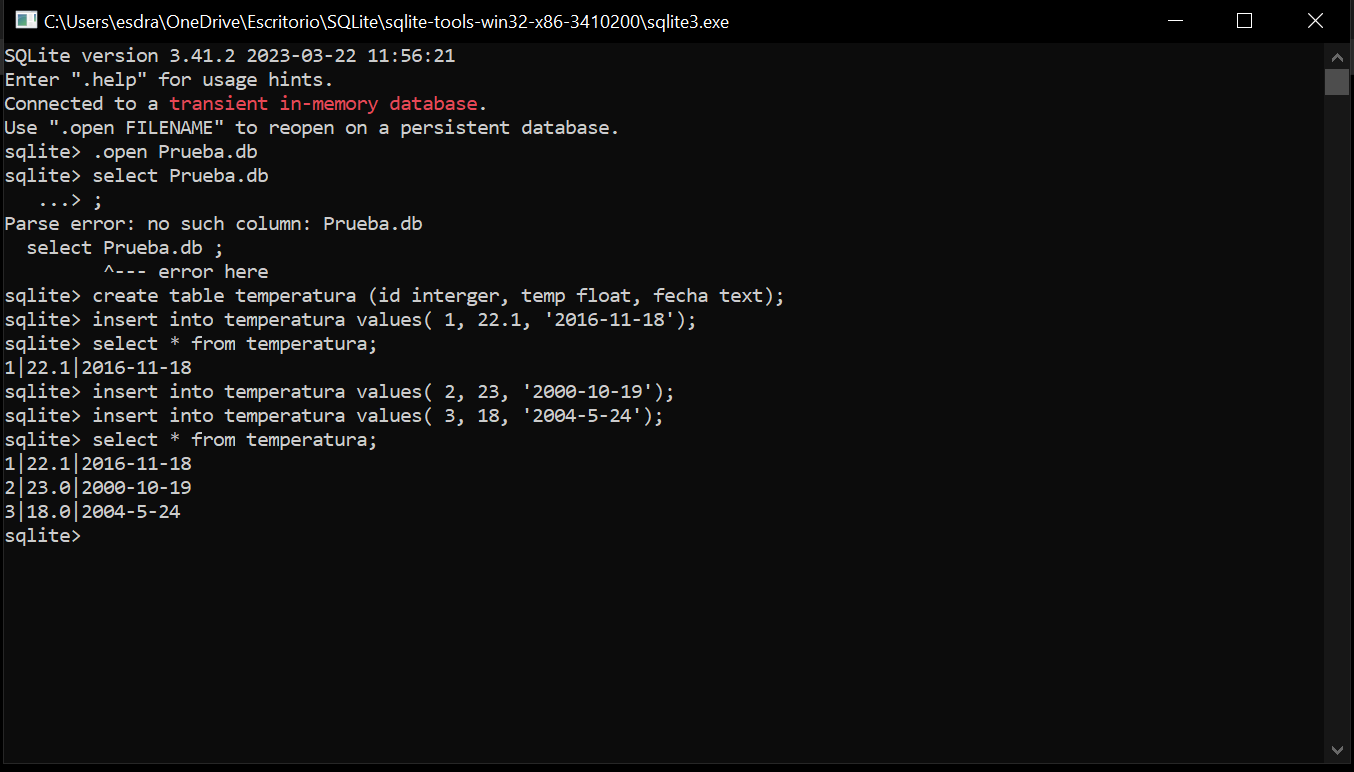 C:\Users\esdra\OneDrive\Escritorio\SQLite\sqlite-tools-win32-x86-3410200\sqlite3.exe
SQLite version 3.41.2 2023-03-22 11:56:21
Enter ".help" for usage hints.
Connected to a transient in-memory database.
Use ".open FILENAME" to reopen on a persistent database.
sqlite> .open Prueba.db
sqlite> select Prueba.db
   ...> ;
Parse error: no such column: Prueba.db
  select Prueba.db ;
         ^--- error here
sqlite> create table temperatura (id interger, temp float, fecha text);
sqlite> insert into temperatura values( 1, 22.1, '2016-11-18');
sqlite> select * from temperatura;
1|22.1|2016-11-18
sqlite> insert into temperatura values( 2, 23, '2000-10-19');
sqlite> insert into temperatura values( 3, 18, '2004-5-24');
sqlite> select * from temperatura;
1|22.1|2016-11-18
2|23.0|2000-10-19
3|18.0|2004-5-24
sqlite>